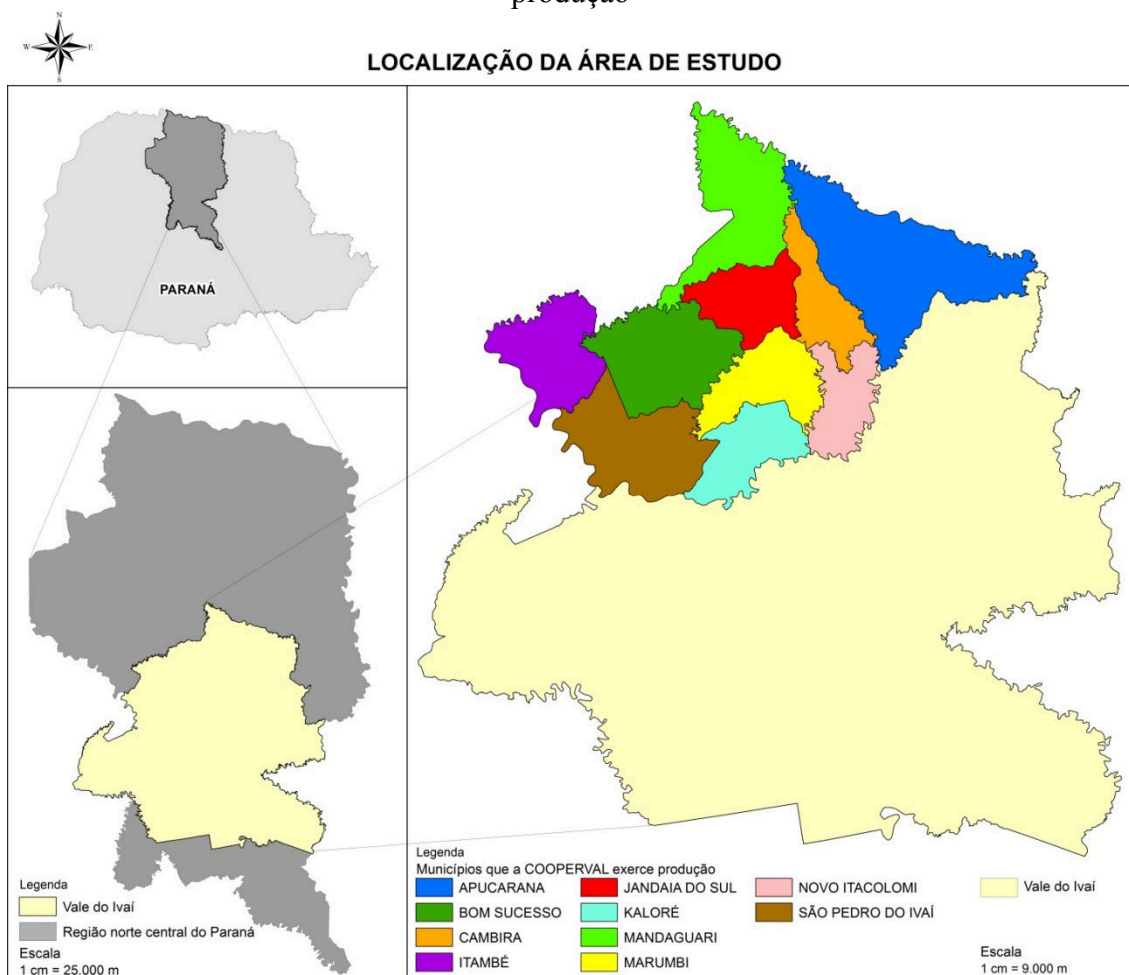 produção
N
W E
S
LOCALIZAÇÃO DA ÁREA DE ESTUDO
PARANÁ
Legenda
Vale do Ivaí
Região norte central do Paraná
Escala
1 cm = 25.000 m
Legenda
Municípios que a COOPERVAL exerce produção
APUCARANA JANDAIA DO SUL NOVO ITACOLOMI Vale do Ivaí
BOM SUCESSO KALORÉ SÃO PEDRO DO IVAÍ
CAMBIRA MANDAGUARI
ITAMBÉ MARUMBI
Escala
1 cm = 9.000 m